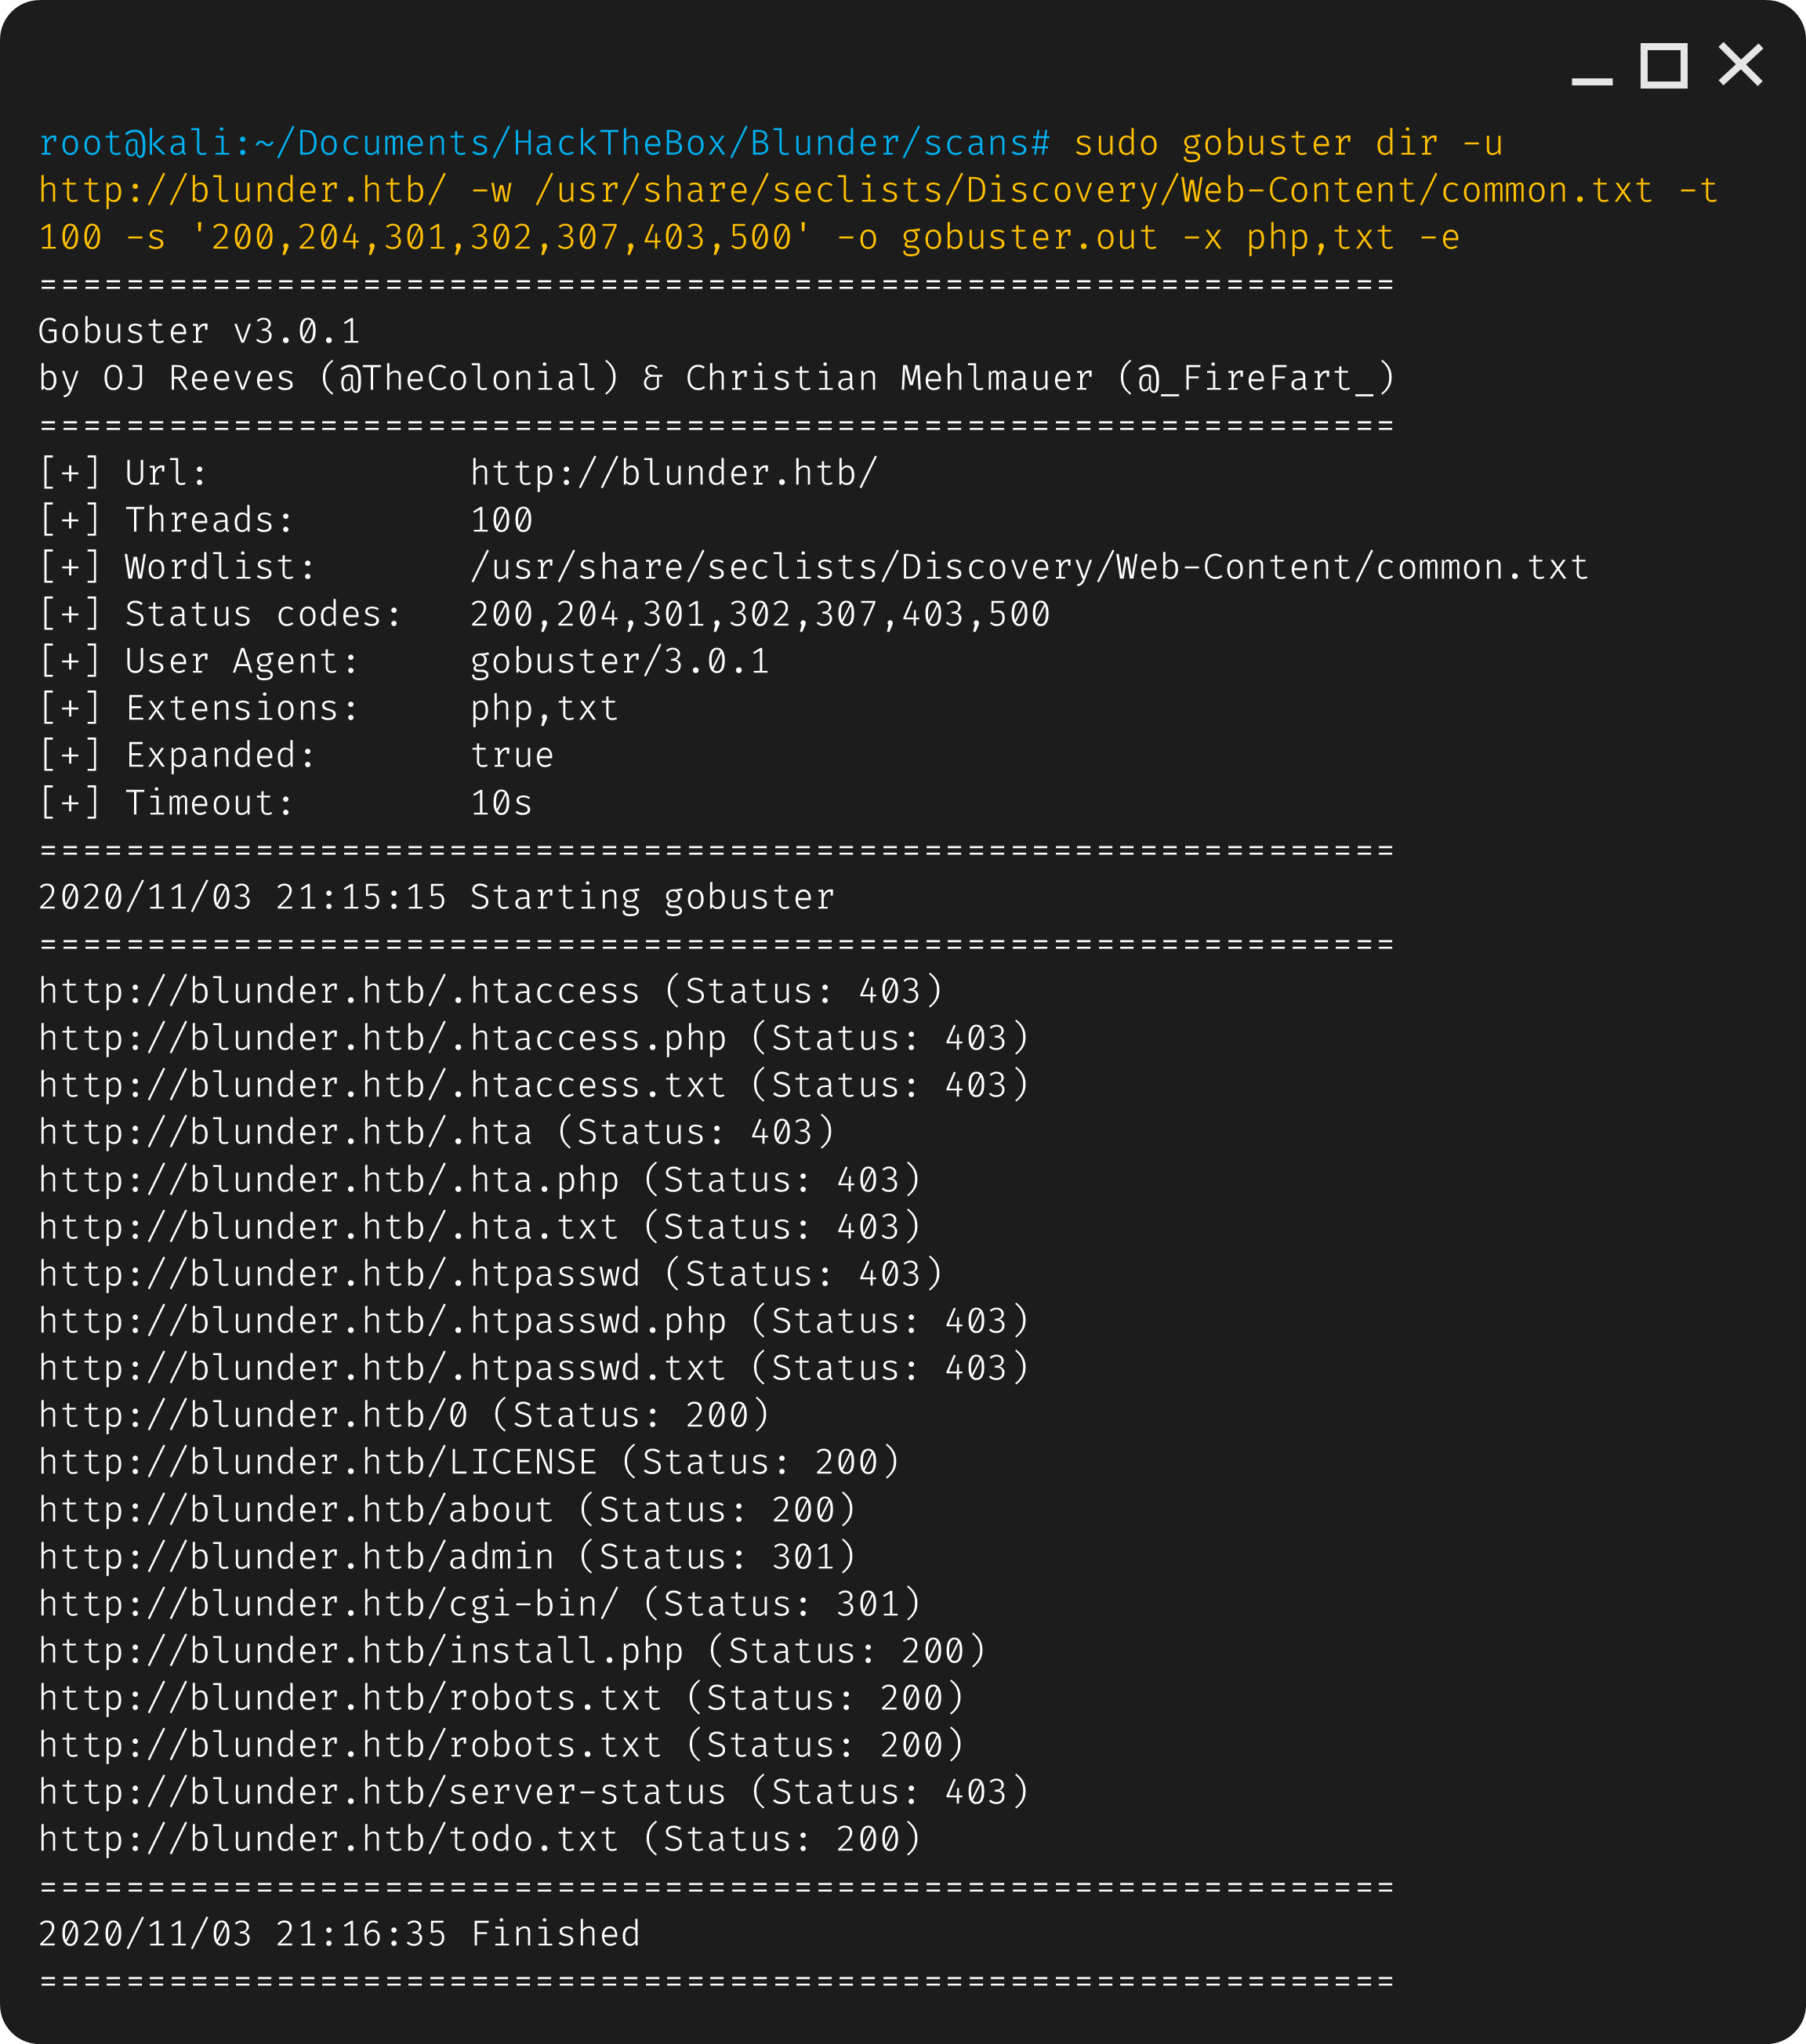 root@kali:~/Documents/HackTheBox/Blunder/scans# sudo gobuster dir -u
http://blunder.htb/ -w /usr/share/seclists/Discovery/Web-Content/common.txt -t
100 -s '200,204,301,302,307,403,500' -o gobuster.out -x php,txt -e
===============================================================
Gobuster v3.0.1
by OJ Reeves (@TheColonial) & Christian Mehlmauer (@_FireFart_)
===============================================================
[+] Url:            http://blunder.htb/
[+] Threads:        100
[+] Wordlist:       /usr/share/seclists/Discovery/Web-Content/common.txt
[+] Status codes:   200,204,301,302,307,403,500
[+] User Agent:     gobuster/3.0.1
[+] Extensions:     php,txt
[+] Expanded:       true
[+] Timeout:        10s
===============================================================
2020/11/03 21:15:15 Starting gobuster
===============================================================
http://blunder.htb/.htaccess (Status: 403)
http://blunder.htb/.htaccess.php (Status: 403)
http://blunder.htb/.htaccess.txt (Status: 403)
http://blunder.htb/.hta (Status: 403)
http://blunder.htb/.hta.php (Status: 403)
http://blunder.htb/.hta.txt (Status: 403)
http://blunder.htb/.htpasswd (Status: 403)
http://blunder.htb/.htpasswd.php (Status: 403)
http://blunder.htb/.htpasswd.txt (Status: 403)
http://blunder.htb/0 (Status: 200)
http://blunder.htb/LICENSE (Status: 200)
http://blunder.htb/about (Status: 200)
http://blunder.htb/admin (Status: 301)
http://blunder.htb/cgi-bin/ (Status: 301)
http://blunder.htb/install.php (Status: 200)
http://blunder.htb/robots.txt (Status: 200)
http://blunder.htb/robots.txt (Status: 200)
http://blunder.htb/server-status (Status: 403)
http://blunder.htb/todo.txt (Status: 200)
===============================================================
2020/11/03 21:16:35 Finished
===============================================================